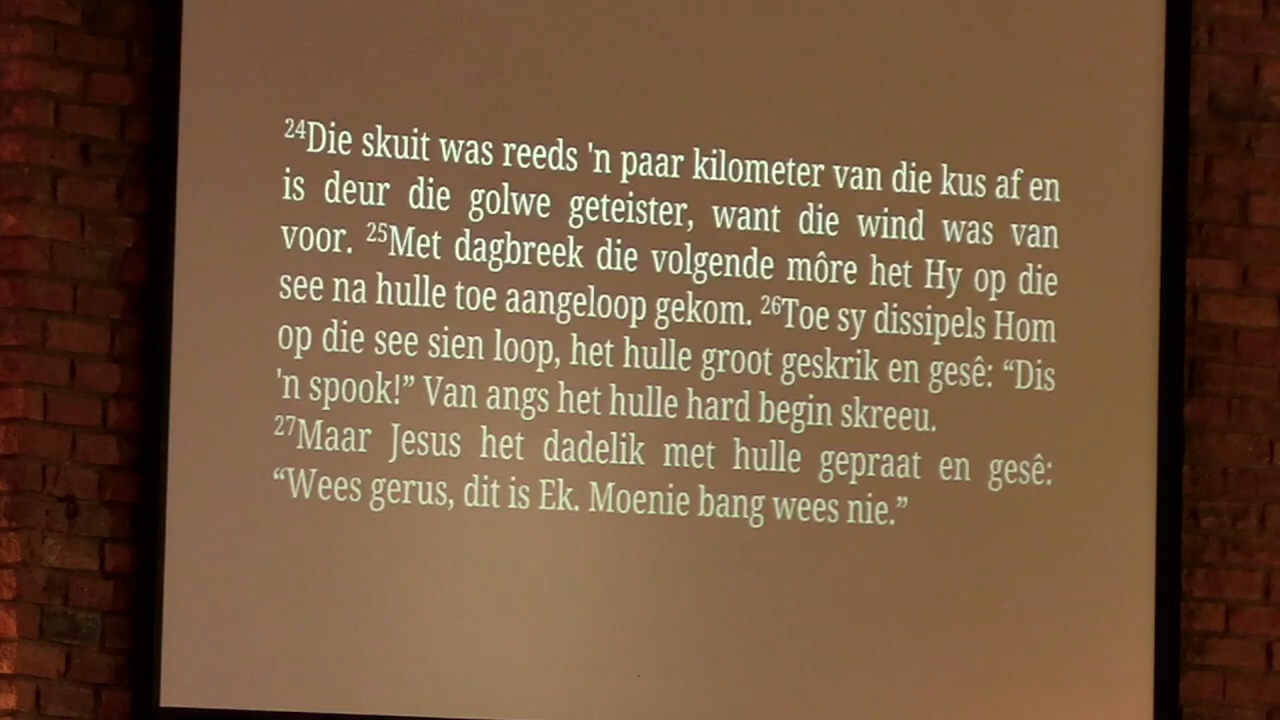 ²⁴Die skuit was reeds 'n paar kilometer van die kus af en
is deur die golwe geteister, want die wind was van
voor. ²⁵Met dagbreek die volgende môre het Hy op die
see na hulle toe aangeloop gekom. ²⁶Toe sy dissipels Hom
op die see sien loop, het hulle groot geskrik en gesê: “Dis
'n spook!” Van angs het hulle hard begin skreeu.
²⁷Maar Jesus het dadelik met hulle gepraat en gesê:
“Wees gerus, dit is Ek. Moenie bang wees nie.”